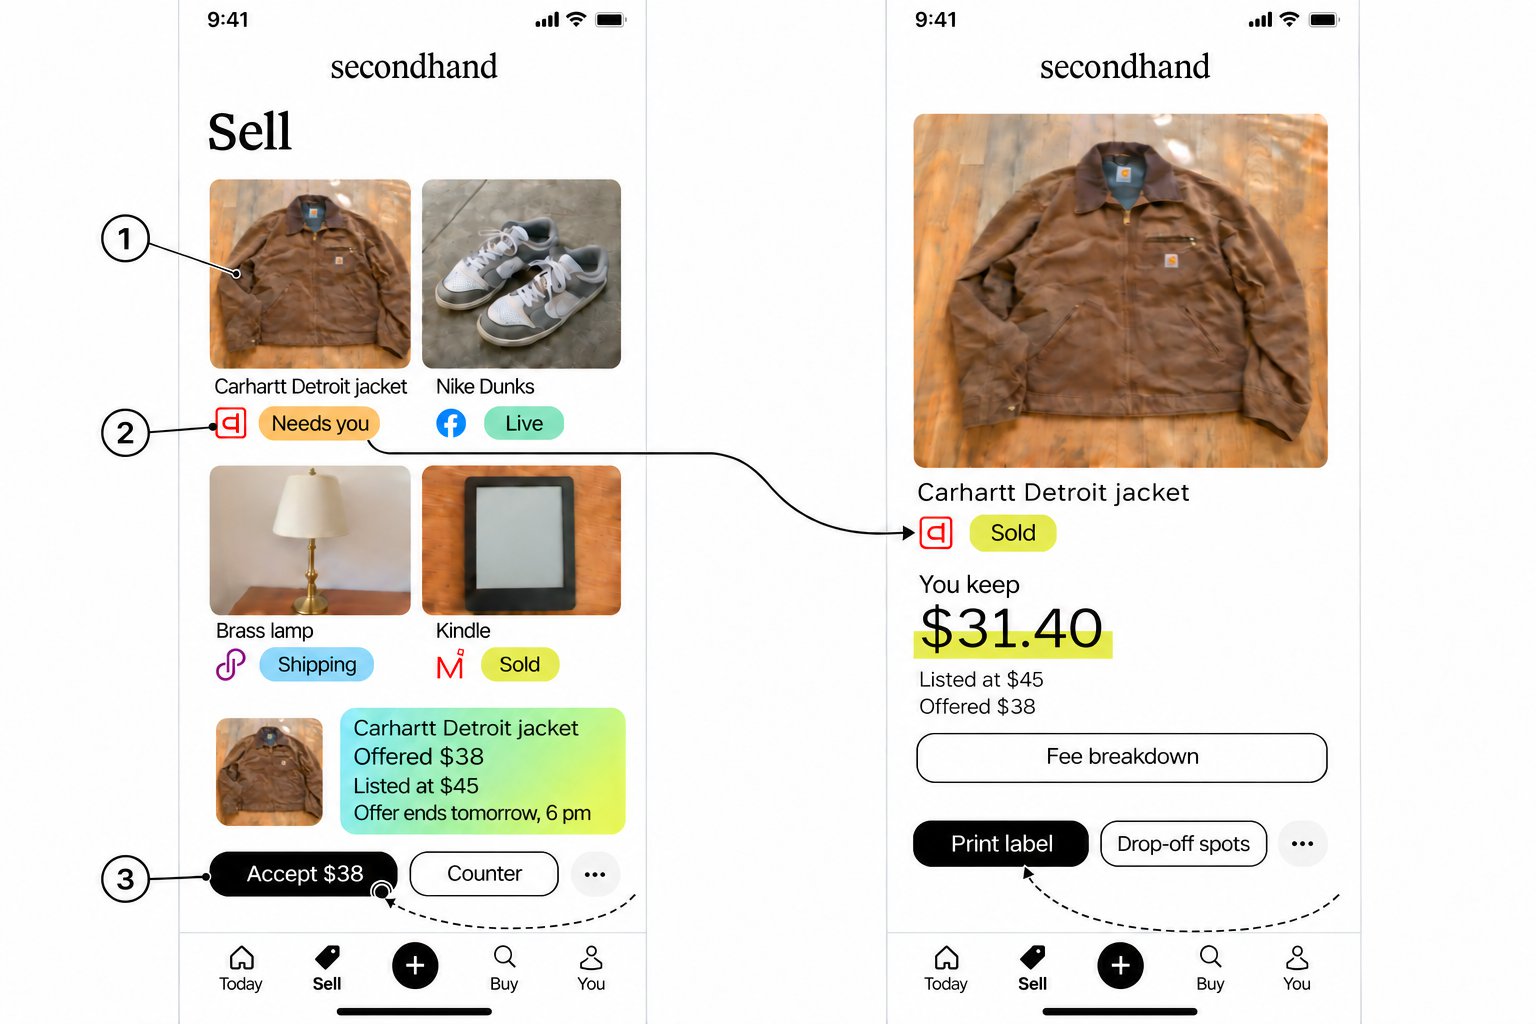 9:41
secondhand
Sell
1
Carhartt Detroit jacket
Nike Dunks
2
Needs you
Live
Brass lamp
Kindle
Shipping
Sold
Carhartt Detroit jacket
Offered $38
Listed at $45
Offer ends tomorrow, 6 pm
3
Accept $38
Counter
Today
Sell
Buy
You
9:41
secondhand
Carhartt Detroit jacket
Sold
You keep
$31.40
Listed at $45
Offered $38
Fee breakdown
Print label
Drop-off spots
Today
Sell
Buy
You